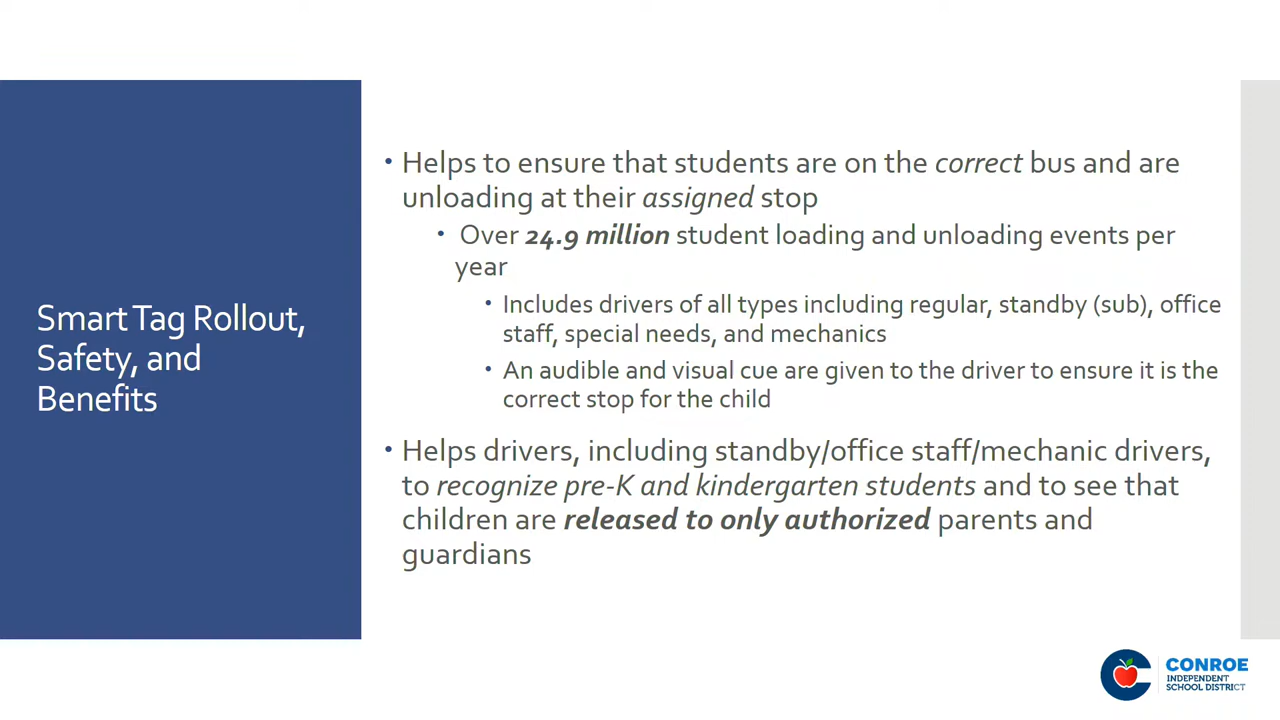 Smart Tag Rollout,
Safety, and
Benefits
• Helps to ensure that students are on the correct bus and are
unloading at their assigned stop
• Over 24.9 million student loading and unloading events per
year
• Includes drivers of all types including regular, standby (sub), office
staff, special needs, and mechanics
• An audible and visual cue are given to the driver to ensure it is the
correct stop for the child
• Helps drivers, including standby/office staff/mechanic drivers,
to recognize pre-K and kindergarten students and to see that
children are released to only authorized parents and
guardians
CONROE
INDEPENDENT
SCHOOL DISTRICT